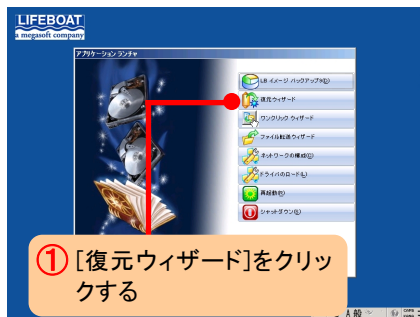 LIFEBOAT
a megasoft company
アプリケーション ランチャ
LB イメージ バックアップ8(D)
復元ウィザード
ワンクリック ウィザード
ファイル転送ウィザード
ネットワークの構成(C)
ドライバのロード(L)
再起動(R)
シャットダウン(S)
① [復元ウィザード]をクリッ
クする
A 般